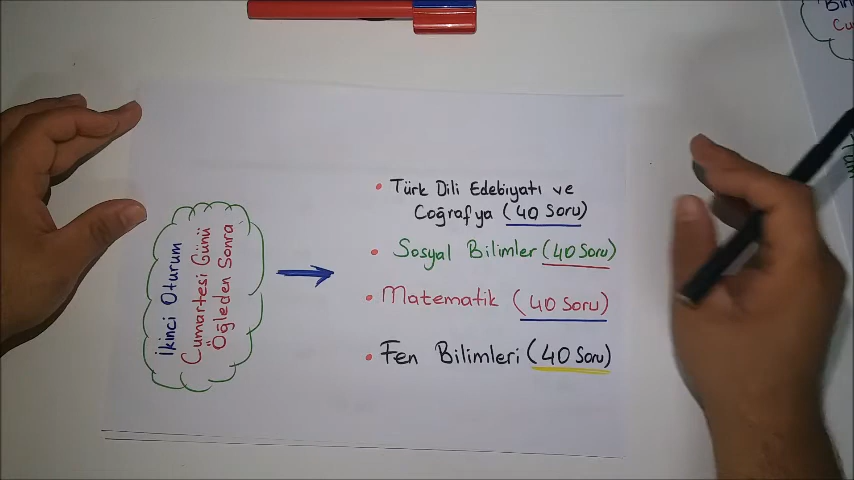 İkinci Oturum
Cumartesi Günü
Öğleden Sonra
• Türk Dili Edebiyatı ve
Coğrafya (40 Soru)
• Sosyal Bilimler (40 Soru)
• Matematik (40 Soru)
• Fen Bilimleri (40 Soru)